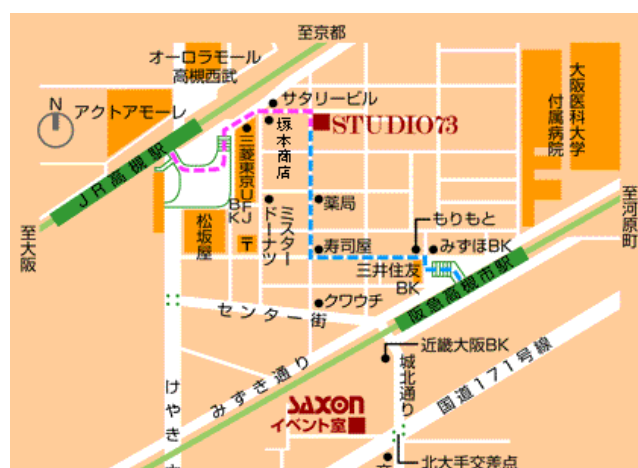 至京都
オーロラモール
高槻西武
N
アクトアモーレ
サタリービル
塚本商店
STUDIO73
大阪医科大学
付属病院
JR高槻駅
三菱東京UFJ
BK
松坂屋
〒
ミスター
ドーナツ
薬局
もりもと
寿司屋
みずほBK
三井住友
BK
至河原町
至大阪
阪急高槻市駅
クワウチ
センター街
近畿大阪BK
城北通り
国道171号線
みずき通り
けやき
SAXON
イベント室
北大手交差点